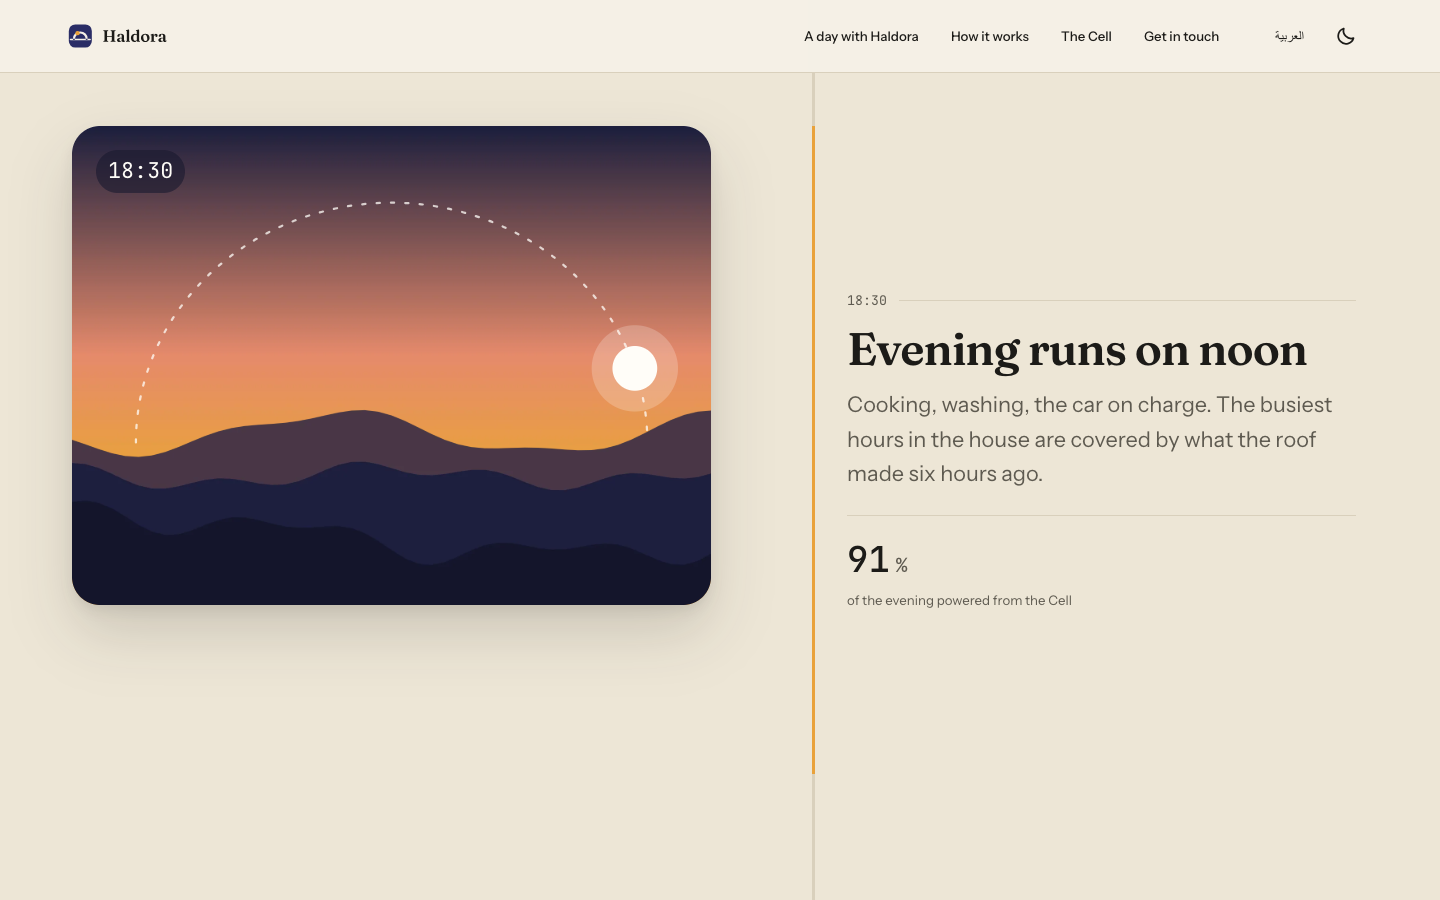 Haldora
A day with Haldora
How it works
The Cell
Get in touch
العربية
18:30
18:30
Evening runs on noon
Cooking, washing, the car on charge. The busiest
hours in the house are covered by what the roof
made six hours ago.
91 %
of the evening powered from the Cell